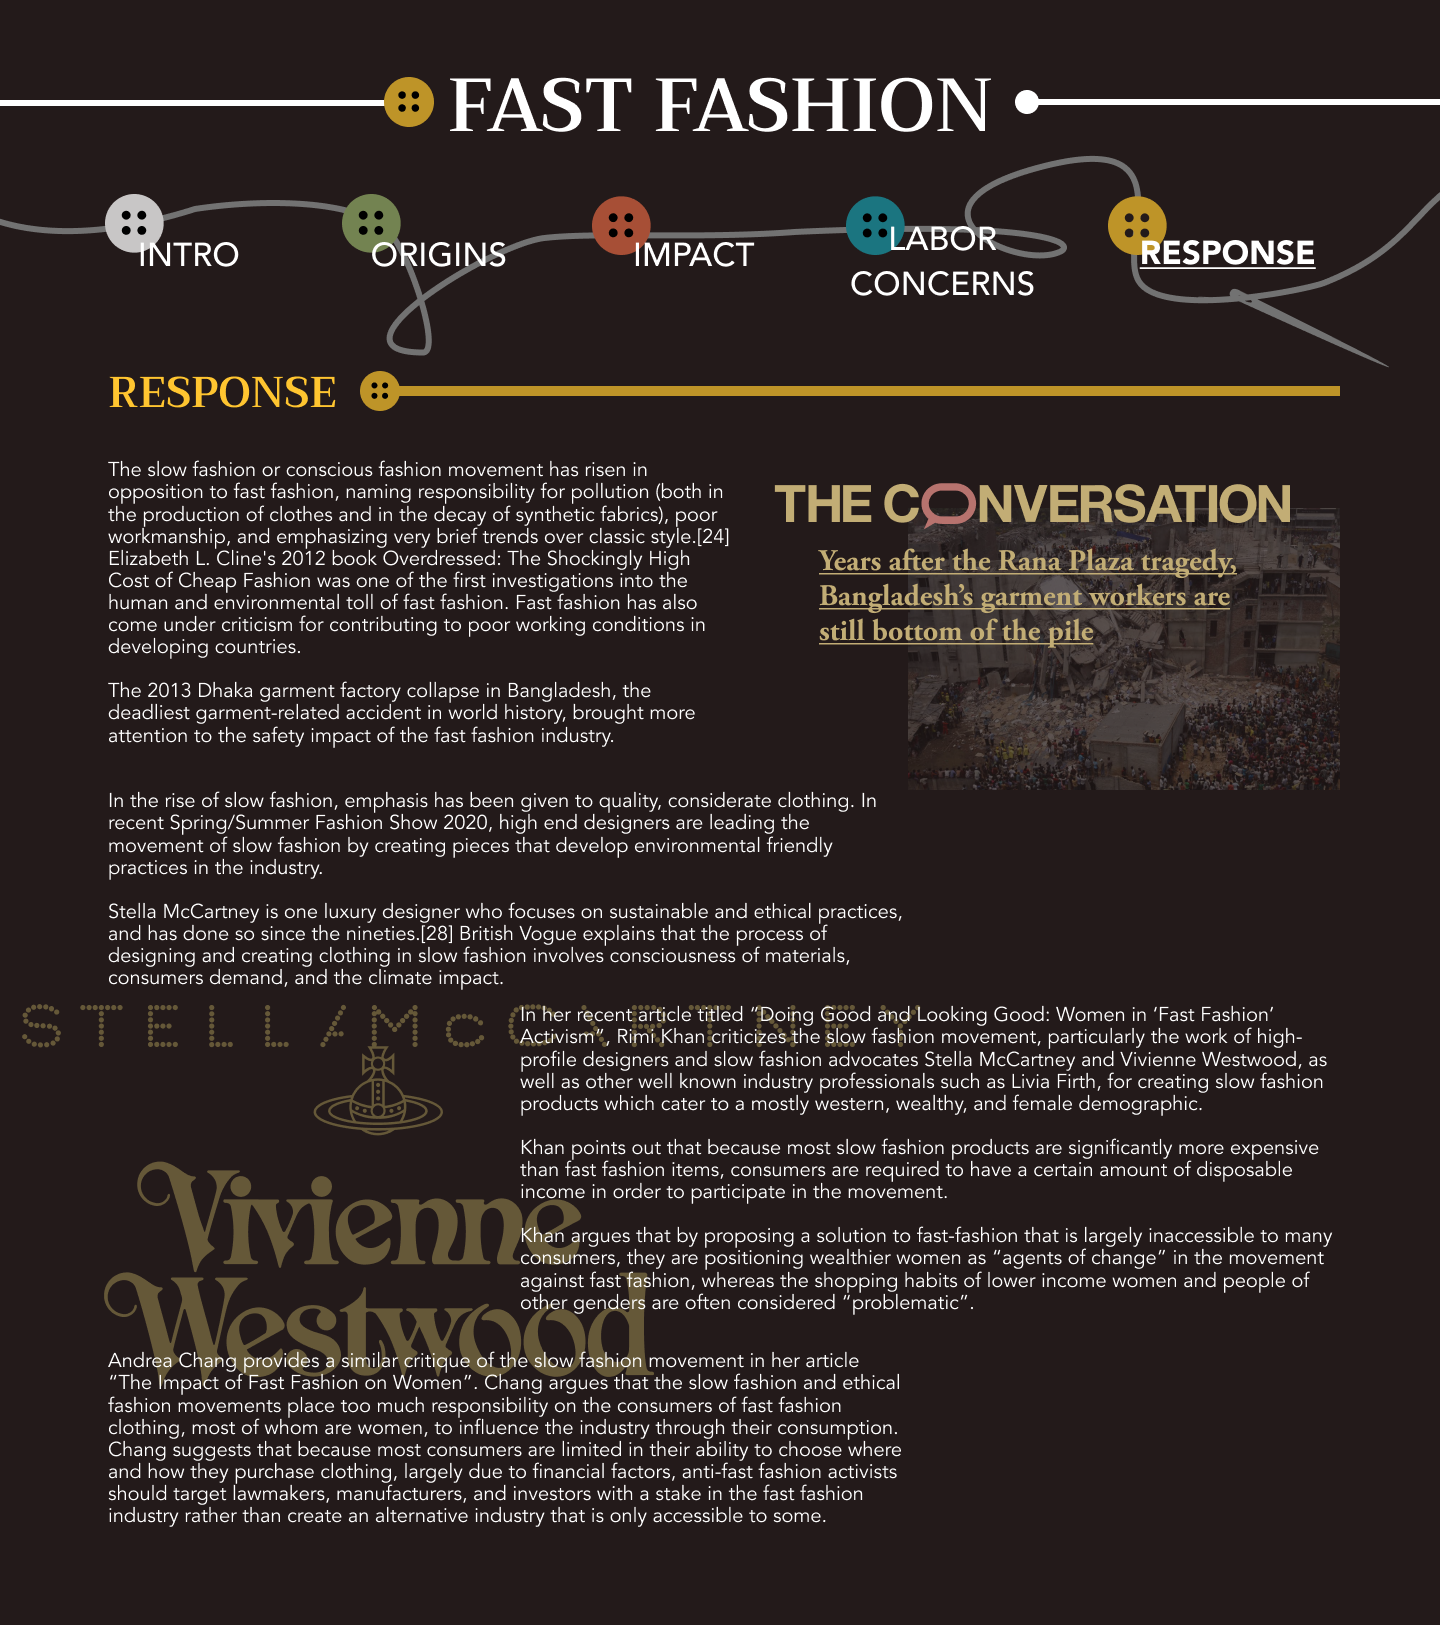 FAST FASHION
INTRO
ORIGINS
IMPACT
LABOR
CONCERNS
RESPONSE
RESPONSE
The slow fashion or conscious fashion movement has risen in
opposition to fast fashion, naming responsibility for pollution (both in
the production of clothes and in the decay of synthetic fabrics), poor
workmanship, and emphasizing very brief trends over classic style.[24]
Elizabeth L. Cline's 2012 book Overdressed: The Shockingly High
Cost of Cheap Fashion was one of the first investigations into the
human and environmental toll of fast fashion. Fast fashion has also
come under criticism for contributing to poor working conditions in
developing countries.
The 2013 Dhaka garment factory collapse in Bangladesh, the
deadliest garment-related accident in world history, brought more
attention to the safety impact of the fast fashion industry.
THE CONVERSATION
Years after the Rana Plaza tragedy,
Bangladesh’s garment workers are
still bottom of the pile
In the rise of slow fashion, emphasis has been given to quality, considerate clothing. In
recent Spring/Summer Fashion Show 2020, high end designers are leading the
movement of slow fashion by creating pieces that develop environmental friendly
practices in the industry.
Stella McCartney is one luxury designer who focuses on sustainable and ethical practices,
and has done so since the nineties.[28] British Vogue explains that the process of
designing and creating clothing in slow fashion involves consciousness of materials,
consumers demand, and the climate impact.
STELLA McCARTNEY
In her recent article titled “Doing Good and Looking Good: Women in ‘Fast Fashion’
Activism”, Rimi Khan criticizes the slow fashion movement, particularly the work of high-
profile designers and slow fashion advocates Stella McCartney and Vivienne Westwood, as
well as other well known industry professionals such as Livia Firth, for creating slow fashion
products which cater to a mostly western, wealthy, and female demographic.
Khan points out that because most slow fashion products are significantly more expensive
than fast fashion items, consumers are required to have a certain amount of disposable
income in order to participate in the movement.
Khan argues that by proposing a solution to fast-fashion that is largely inaccessible to many
consumers, they are positioning wealthier women as “agents of change” in the movement
against fast fashion, whereas the shopping habits of lower income women and people of
other genders are often considered “problematic”.
Vivienne
Westwood
Andrea Chang provides a similar critique of the slow fashion movement in her article
“The Impact of Fast Fashion on Women”. Chang argues that the slow fashion and ethical
fashion movements place too much responsibility on the consumers of fast fashion
clothing, most of whom are women, to influence the industry through their consumption.
Chang suggests that because most consumers are limited in their ability to choose where
and how they purchase clothing, largely due to financial factors, anti-fast fashion activists
should target lawmakers, manufacturers, and investors with a stake in the fast fashion
industry rather than create an alternative industry that is only accessible to some.